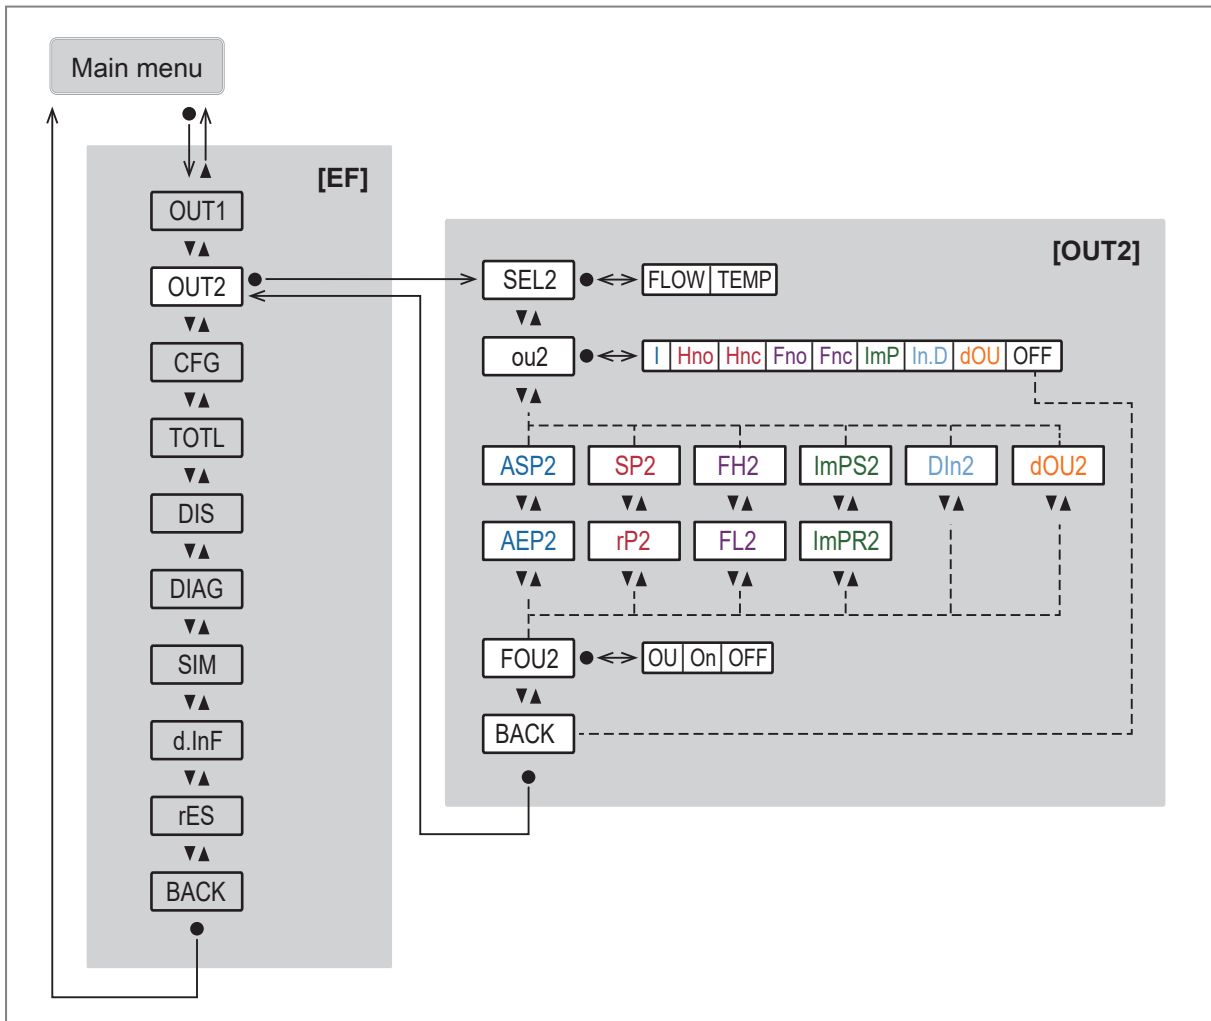 Main menu
[EF]
OUT1
OUT2
CFG
TOTL
DIS
DIAG
SIM
d.InF
rES
BACK
[OUT2]
SEL2 FLOW TEMP
ou2 I Hno Hnc Fno Fnc ImP In.D dOU OFF
ASP2 SP2 FH2 ImPS2 DIn2 dOU2
AEP2 rP2 FL2 ImPR2
FOU2 OU On OFF
BACK